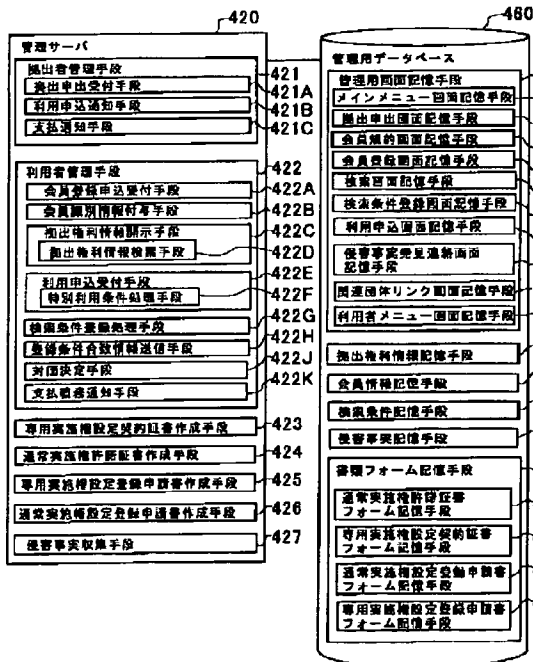 420
管理サーバ
拠出者管理手段
421
拠出申出受付手段
421A
利用申込通知手段
421B
支払通知手段
421C
利用者管理手段
422
会員登録申込受付手段
422A
会員識別情報付与手段
422B
拠出権利情報開示手段
422C
拠出権利情報検索手段
422D
利用申込受付手段
422E
特別利用条件処理手段
422F
検索条件登録処理手段
422G
登録条件合致情報送信手段
422H
対価決定手段
422J
支払義務通知手段
422K
専用実施権設定契約証書作成手段
423
通常実施権許諾証書作成手段
424
専用実施権設定登録申請書作成手段
425
通常実施権設定登録申請書作成手段
426
侵害事実収集手段
427
460
管理用データベース
管理用画面記憶手段
メインメニュー画面記憶手段
拠出申出画面記憶手段
会員規約画面記憶手段
会員登録画面記憶手段
検索画面記憶手段
検索条件登録画面記憶手段
利用申込画面記憶手段
侵害事実発見連絡画面
記憶手段
関連団体リンク画面記憶手段
利用者メニュー画面記憶手段
拠出権利情報記憶手段
会員情報記憶手段
検索条件記憶手段
侵害事実記憶手段
書類フォーム記憶手段
通常実施権許諾証書
フォーム記憶手段
専用実施権設定契約証書
フォーム記憶手段
通常実施権設定登録申請書
フォーム記憶手段
専用実施権設定登録申請書
フォーム記憶手段